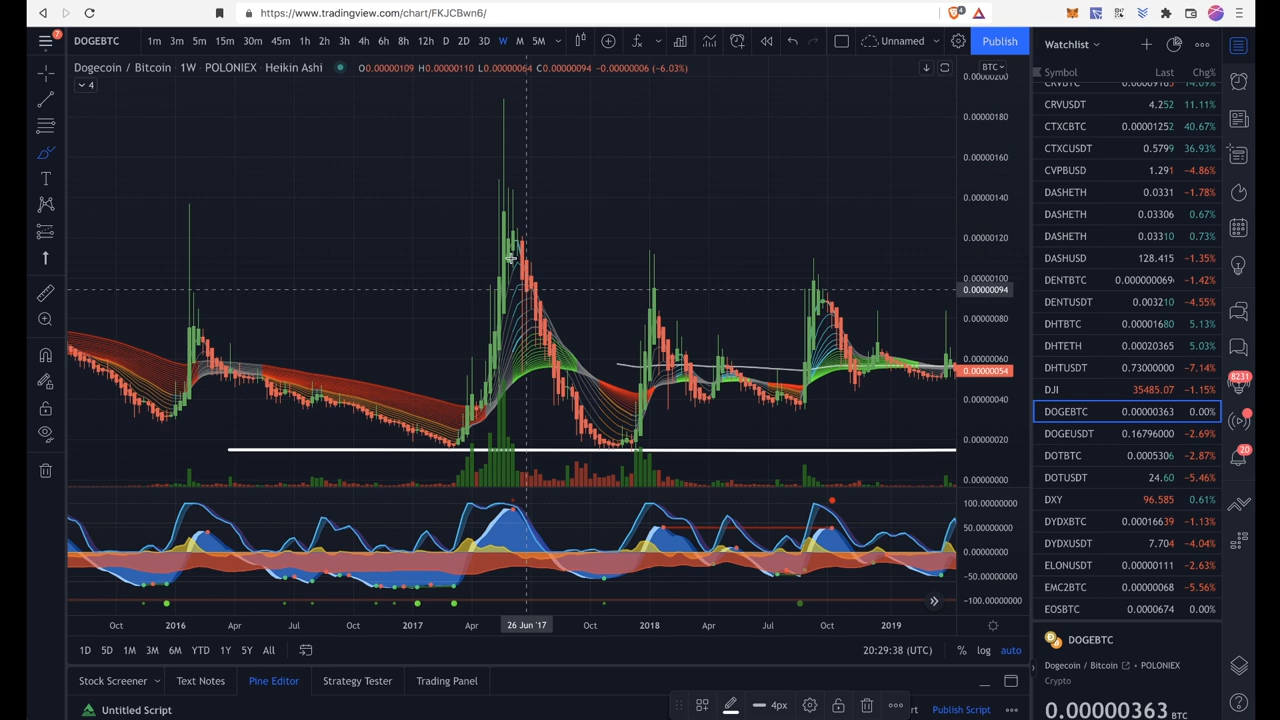 7
https://www.tradingview.com/chart/FKJCBwn6/
6
DOGEBTC 1m 3m 5m 15m 30m 45m 1h 2h 3h 4h 6h 8h 12h D 2D 3D W M 5M Unnamed Publish Watchlist
Dogecoin / Bitcoin · 1W · POLONIEX · Heikin Ashi O0.00000109 H0.00000110 L0.00000064 C0.00000094 −0.00000006 (−6.03%) BTC
4
Symbol Last Chg%
0.00000200
0.00000180
0.00000160
0.00000140
0.00000120
0.00000100
0.00000094
0.00000080
0.00000060
0.00000054
0.00000040
0.00000020
0.00000000
100.00000000
50.00000000
0.00000000
−50.00000000
−100.00000000
CRVUSDT 4.252 11.11%
CTXCBTC 0.00001252 40.67%
CTXCUSDT 0.5799 36.93%
CVPBUSD 1.291 −4.86%
DASHETH 0.0331 −1.78%
DASHETH 0.03306 0.67%
DASHETH 0.03310 0.73%
DASHUSD 128.415 −1.35%
DENTBTC 0.000000069 −1.42%
DENTUSDT 0.003210 −4.55%
DHTBTC 0.00001680 5.13%
DHTETH 0.00020365 5.03%
DHTUSDT 0.73000000 −7.14%
DJI 35485.07 −1.15%
DOGEBTC 0.00000363 0.00%
DOGEUSDT 0.16796000 −2.69%
DOTBTC 0.0005306 −2.87%
DOTUSDT 24.60 −5.46%
DXY 96.585 0.61%
DYDXBTC 0.00016639 −1.13%
DYDXUSDT 7.704 −4.04%
ELONUSDT 0.00000111 −2.63%
EMC2BTC 0.00000068 −5.56%
EOSBTC 0.0000674 0.00%
8231
20
Oct 2016 Apr Jul Oct 2017 Apr 26 Jun '17 Oct 2018 Apr Jul Oct 2019
1D 5D 1M 3M 6M YTD 1Y 5Y All 20:29:38 (UTC) % log auto
Stock Screener Text Notes Pine Editor Strategy Tester Trading Panel
Untitled Script 4px Publish Script
DOGEBTC
Dogecoin / Bitcoin • POLONIEX
Crypto
0.00000363 BTC